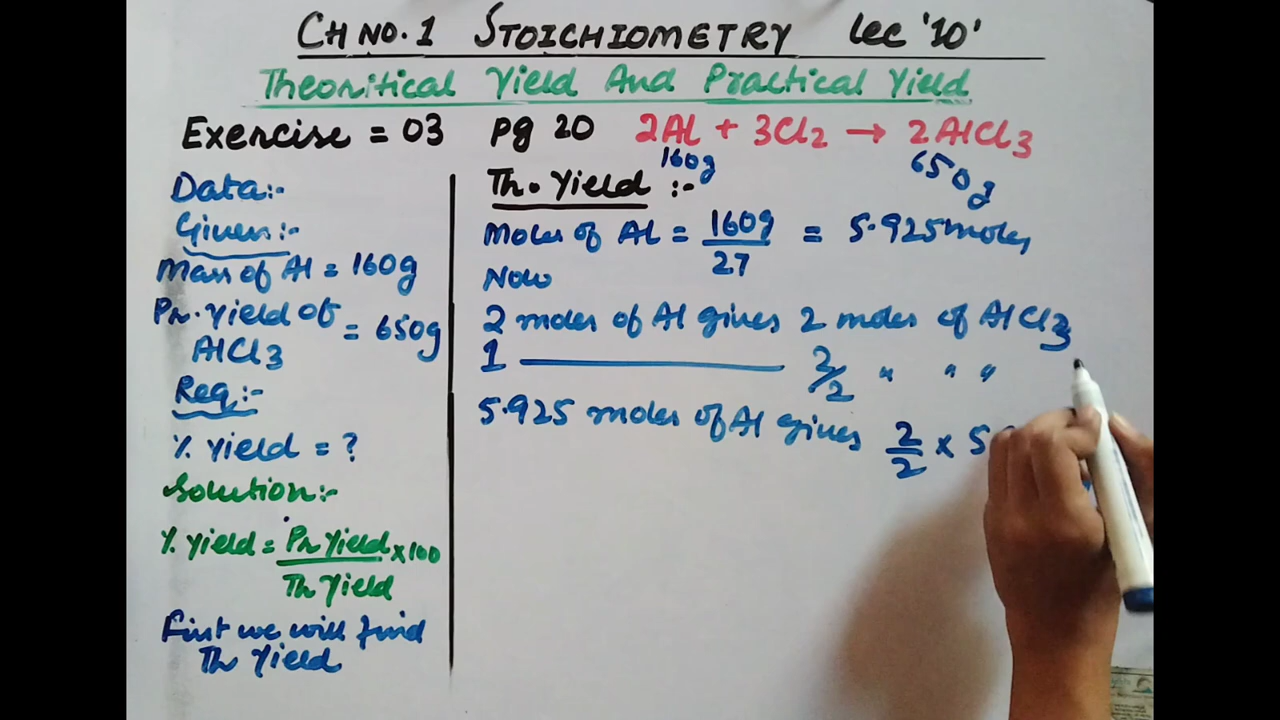 CH NO. 1 STOICHIOMETRY Lec '10'
Theoritical Yield And Practical Yield
Exercise = 03 pg 20 2Al + 3Cl2 → 2AlCl3
160g 650g
Data:-
Given:-
Mass of Al = 160g
Pr. Yield of AlCl3 = 650g
Req:-
% Yield = ?
Solution:-
% Yield = Pr Yield / Th Yield × 100
First we will find
Th Yield
Th. Yield :-
Moles of Al = 160g / 27 = 5.925 moles
Now
2 moles of Al gives 2 moles of AlCl3
1 ———— 2/2 " " "
5.925 moles of Al gives 2/2 × 5